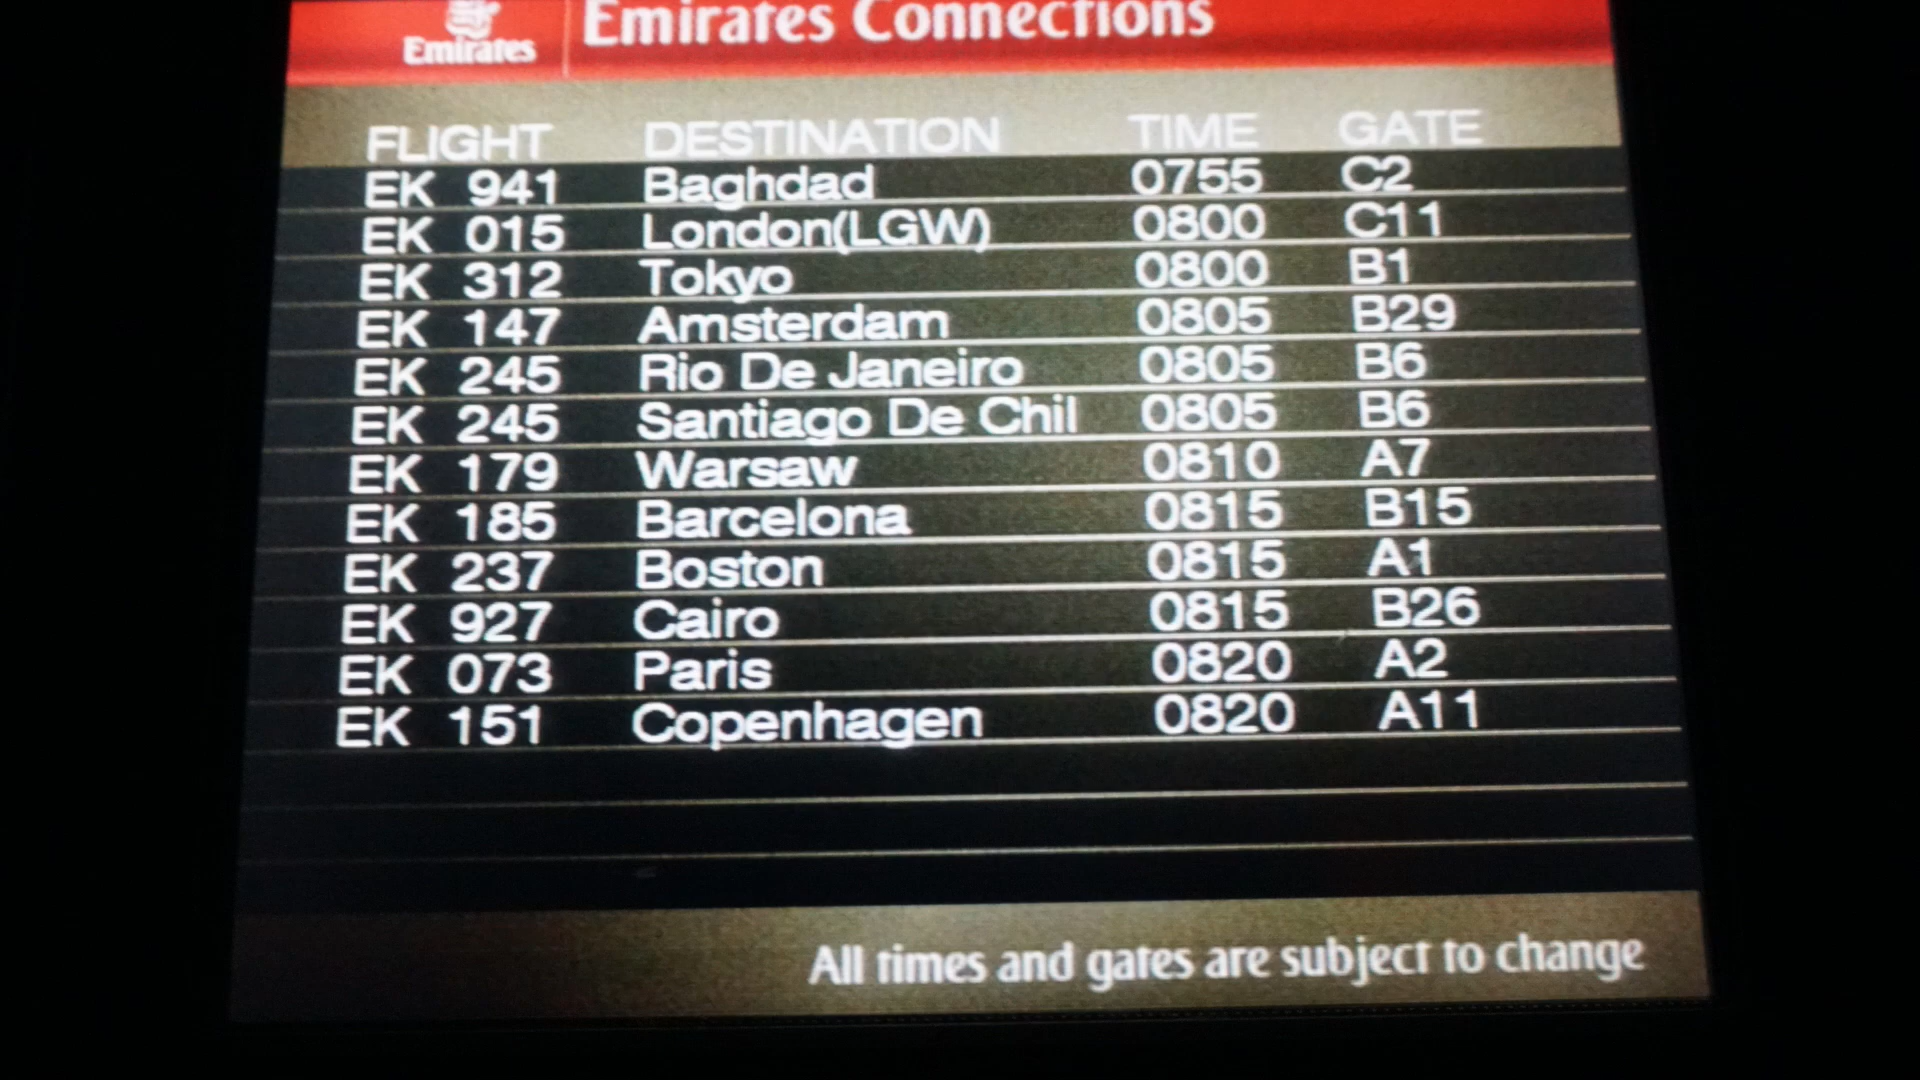 Emirates Emirates Connections
FLIGHT DESTINATION TIME GATE
EK 941 Baghdad 0755 C2
EK 015 London(LGW) 0800 C11
EK 312 Tokyo 0800 B1
EK 147 Amsterdam 0805 B29
EK 245 Rio De Janeiro 0805 B6
EK 245 Santiago De Chil 0805 B6
EK 179 Warsaw 0810 A7
EK 185 Barcelona 0815 B15
EK 237 Boston 0815 A1
EK 927 Cairo 0815 B26
EK 073 Paris 0820 A2
EK 151 Copenhagen 0820 A11
All times and gates are subject to change